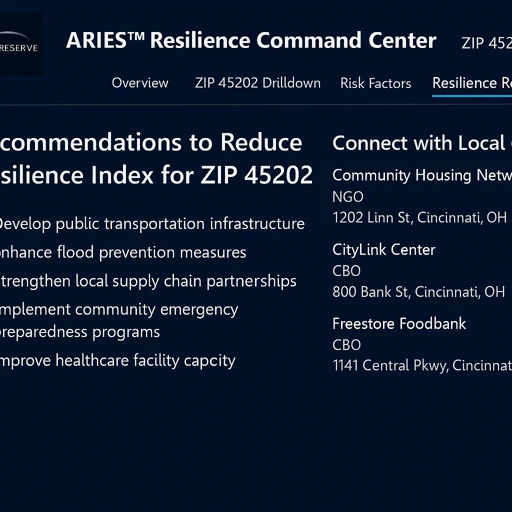 RESERVE
ARIES™ Resilience Command Center
ZIP 452
Overview
ZIP 45202 Drilldown
Risk Factors
Resilience Re
commendations to Reduce
silience Index for ZIP 45202
Develop public transportation infrastructure
nhance flood prevention measures
trengthen local supply chain partnerships
mplement community emergency
preparedness programs
mprove healthcare facility capcity
Connect with Local
Community Housing Netw
NGO
1202 Linn St, Cincinnati, OH
CityLink Center
CBO
800 Bank St, Cincinnati, OH
Freestore Foodbank
CBO
1141 Central Pkwy, Cincinnat